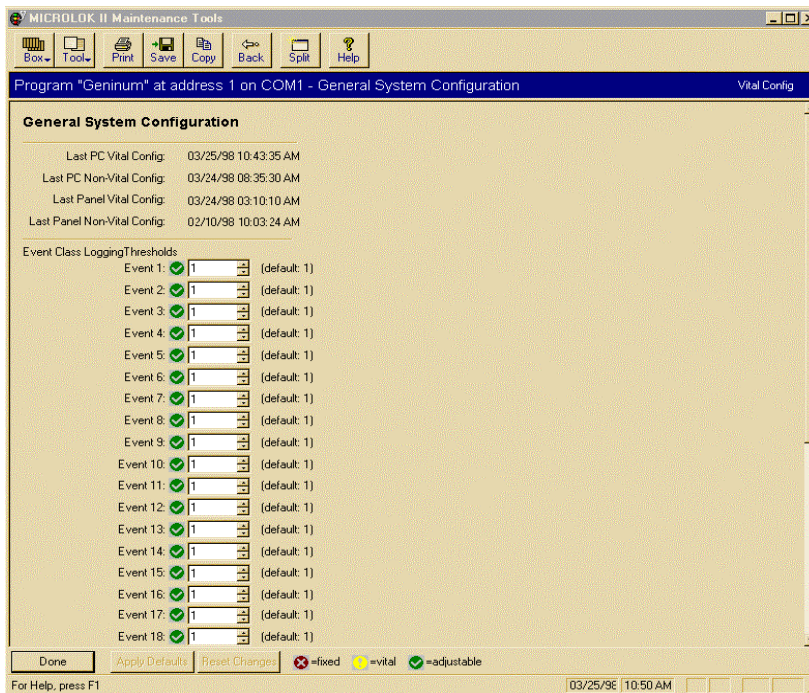 MICROLOK II Maintenance Tools
Box Tool Print Save Copy Back Split Help
Program "Geninum" at address 1 on COM1 - General System Configuration Vital Config
General System Configuration
Last PC Vital Config: 03/25/98 10:43:35 AM
Last PC Non-Vital Config: 03/24/98 08:35:30 AM
Last Panel Vital Config: 03/24/98 03:10:10 AM
Last Panel Non-Vital Config: 02/10/98 10:03:24 AM
Event Class LoggingThresholds
Event 1: 1 (default: 1)
Event 2: 1 (default: 1)
Event 3: 1 (default: 1)
Event 4: 1 (default: 1)
Event 5: 1 (default: 1)
Event 6: 1 (default: 1)
Event 7: 1 (default: 1)
Event 8: 1 (default: 1)
Event 9: 1 (default: 1)
Event 10: 1 (default: 1)
Event 11: 1 (default: 1)
Event 12: 1 (default: 1)
Event 13: 1 (default: 1)
Event 14: 1 (default: 1)
Event 15: 1 (default: 1)
Event 16: 1 (default: 1)
Event 17: 1 (default: 1)
Event 18: 1 (default: 1)
Done Apply Defaults Reset Changes =fixed =vital =adjustable
For Help, press F1 03/25/98 10:50 AM